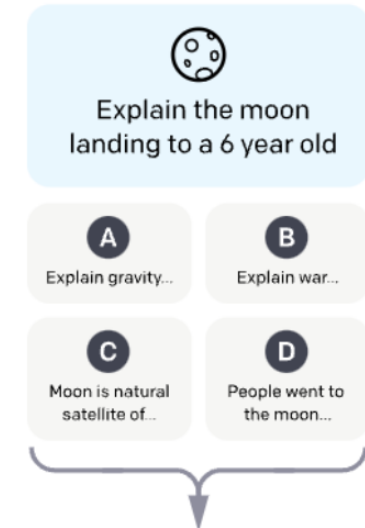 Explain the moon
landing to a 6 year old
A
Explain gravity...
B
Explain war...
C
Moon is natural
satellite of...
D
People went to
the moon...